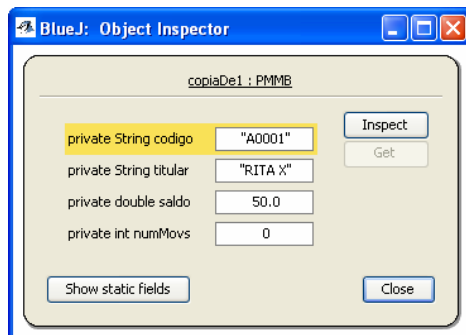 BlueJ: Object Inspector
copiaDe1 : PMMB
private String codigo "A0001" Inspect
Get
private String titular "RITA X"
private double saldo 50.0
private int numMovs 0
Show static fields Close